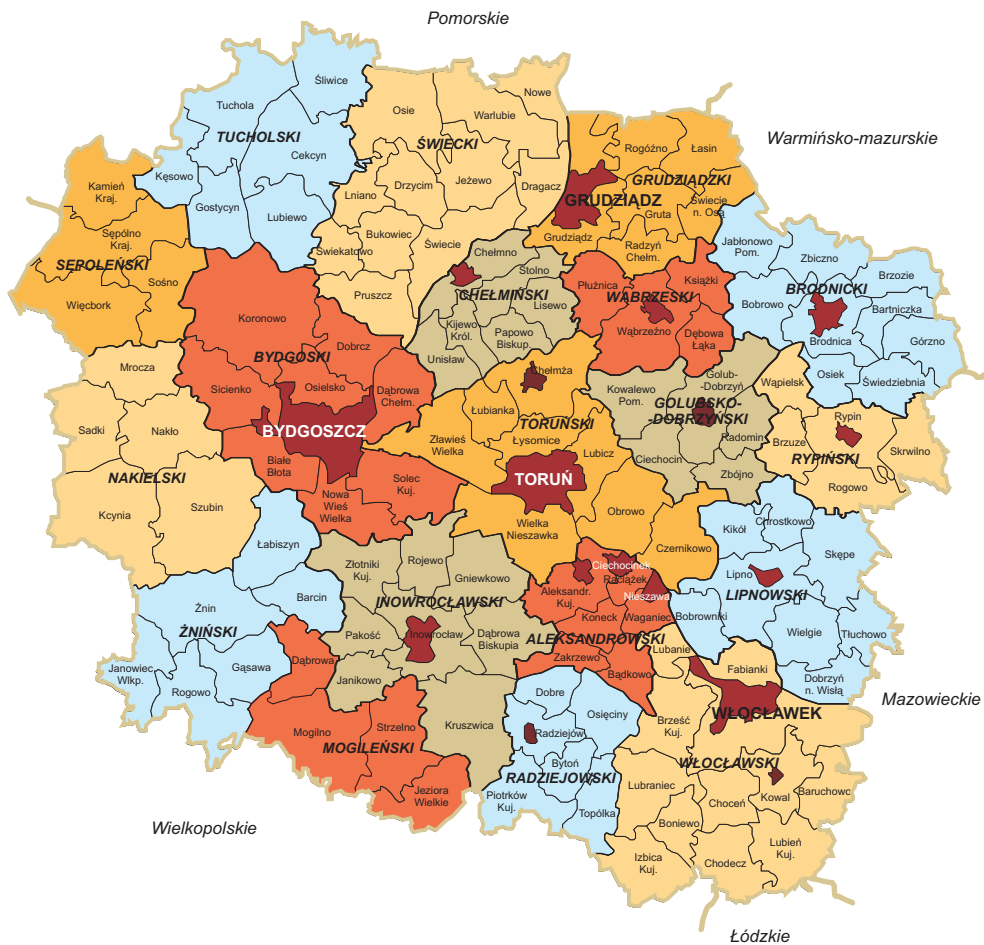 Pomorskie
Warmińsko-mazurskie
Mazowieckie
Łódzkie
Wielkopolskie
TUCHOLSKI
Śliwice
Tuchola
Cekcyn
Kęsowo
Gostycyn
Lubiewo
ŚWIECKI
Nowe
Osie
Warlubie
Lniano
Drzycim
Jeżewo
Dragacz
Bukowiec
Świekatowo
Świecie
Pruszcz
GRUDZIĄDZKI
GRUDZIĄDZ
Rogóźno
Łasin
Świecie
n. Osą
Gruta
Grudziądz
Radzyń
Chełm.
SĘPOLEŃSKI
Kamień
Kraj.
Sępólno
Kraj.
Sośno
Więcbork
BYDGOSKI
BYDGOSZCZ
Koronowo
Dobrcz
Sicienko
Osielsko
Dąbrowa
Chełm.
Białe
Błota
Nowa
Wieś
Wielka
Solec
Kuj.
CHEŁMIŃSKI
Chełmno
Stolno
Lisewo
Kijewo
Król.
Papowo
Biskup.
Unisław
WĄBRZESKI
Płużnica
Książki
Wąbrzeźno
Dębowa
Łąka
BRODNICKI
Jabłonowo
Pom.
Zbiczno
Brzozie
Bobrowo
Bartniczka
Brodnica
Górzno
Osiek
Świedziebnia
NAKIELSKI
Mrocza
Sadki
Nakło
Kcynia
Szubin
TORUŃSKI
TORUŃ
Chełmża
Łubianka
Łysomice
Zławieś
Wielka
Lubicz
Wielka
Nieszawka
Obrowo
Czernikowo
GOLUBSKO-
DOBRZYŃSKI
Golub-
-Dobrzyń
Kowalewo
Pom.
Radomin
Ciechocin
Zbójno
RYPIŃSKI
Wąpielsk
Rypin
Brzuze
Skrwilno
Rogowo
ŻNIŃSKI
Łabiszyn
Barcin
Żnin
Gąsawa
Janowiec
Wlkp.
Rogowo
INOWROCŁAWSKI
Złotniki
Kuj.
Rojewo
Gniewkowo
Pakość
Inowrocław
Dąbrowa
Biskupia
Janikowo
Kruszwica
ALEKSANDROWSKI
Ciechocinek
Raciążek
Aleksandr.
Kuj.
Nieszawa
Koneck
Waganiec
Zakrzewo
Bądkowo
LIPNOWSKI
Kikół
Chrostkowo
Skępe
Lipno
Bobrowniki
Wielgie
Tłuchowo
Dobrzyń
n. Wisłą
MOGILEŃSKI
Dąbrowa
Mogilno
Strzelno
Jeziora
Wielkie
RADZIEJOWSKI
Dobre
Osięciny
Radziejów
Bytoń
Piotrków
Kuj.
Topólka
WŁOCŁAWSKI
WŁOCŁAWEK
Lubanie
Fabianki
Brześć
Kuj.
Lubraniec
Kowal
Baruchowo
Choceń
Boniewo
Izbica
Kuj.
Chodecz
Lubień
Kuj.